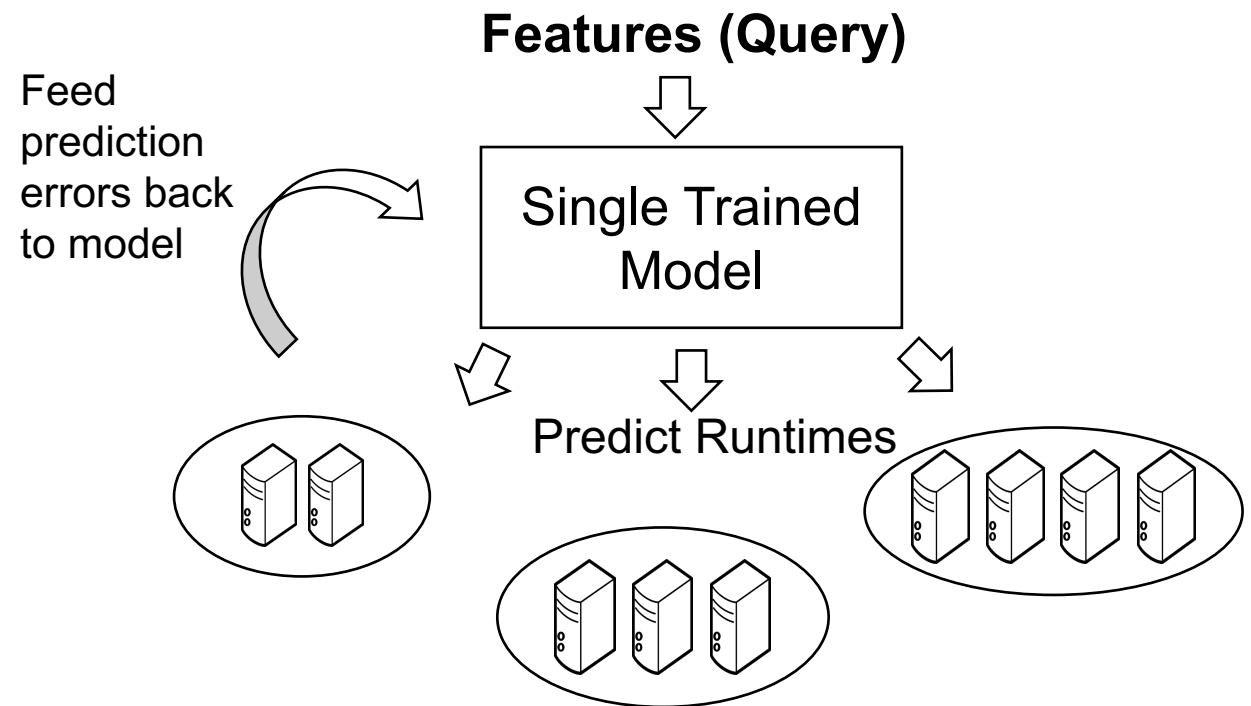 Features (Query)
Feed
prediction
errors back
to model
Single Trained
Model
Predict Runtimes